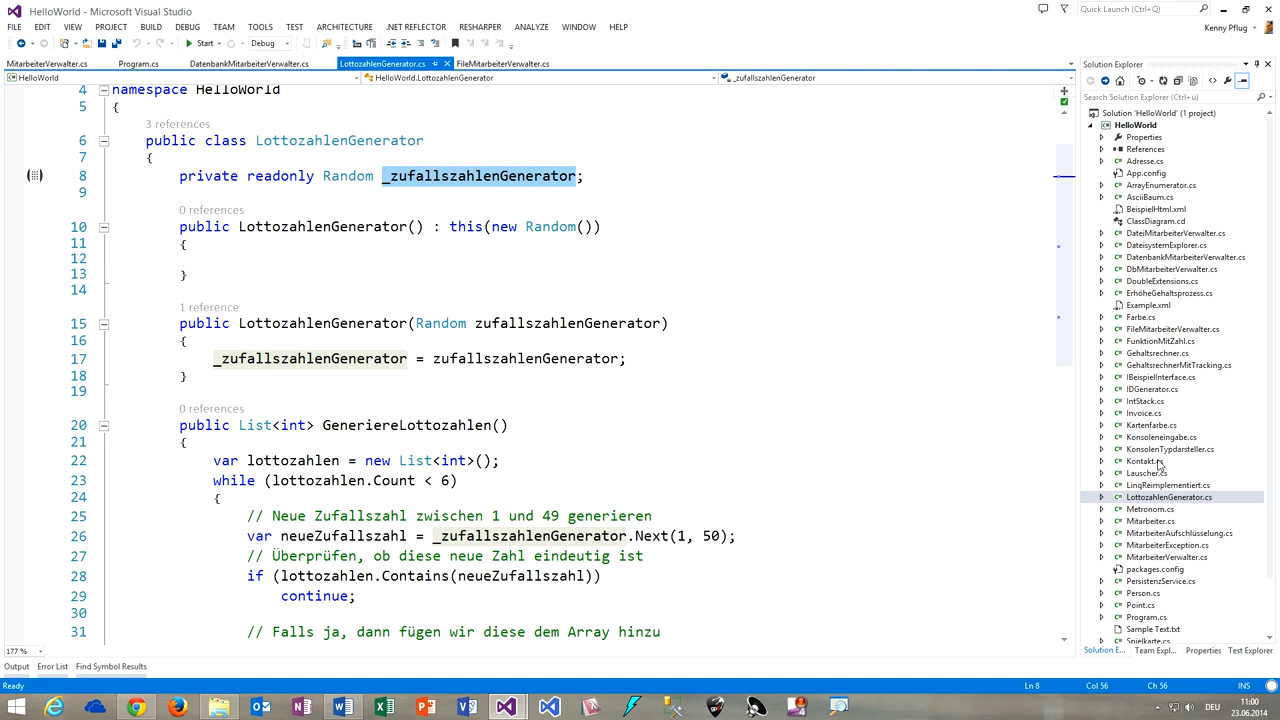 HelloWorld - Microsoft Visual Studio
Quick Launch (Ctrl+Q)
FILE EDIT VIEW PROJECT BUILD DEBUG TEAM TOOLS TEST ARCHITECTURE .NET REFLECTOR RESHARPER ANALYZE WINDOW HELP
Kenny Pflug
Start Debug
MitarbeiterVerwalter.cs Program.cs DatenbankMitarbeiterVerwalter.cs LottozahlenGenerator.cs FileMitarbeiterVerwalter.cs
HelloWorld HelloWorld.LottozahlenGenerator _zufallszahlenGenerator
4 namespace HelloWorld
5 {
3 references
6 public class LottozahlenGenerator
7 {
8 private readonly Random _zufallszahlenGenerator;
9
0 references
10 public LottozahlenGenerator() : this(new Random())
11 {
12
13 }
14
1 reference
15 public LottozahlenGenerator(Random zufallszahlenGenerator)
16 {
17 _zufallszahlenGenerator = zufallszahlenGenerator;
18 }
19
0 references
20 public List<int> GeneriereLottozahlen()
21 {
22 var lottozahlen = new List<int>();
23 while (lottozahlen.Count < 6)
24 {
25 // Neue Zufallszahl zwischen 1 und 49 generieren
26 var neueZufallszahl = _zufallszahlenGenerator.Next(1, 50);
27 // Überprüfen, ob diese neue Zahl eindeutig ist
28 if (lottozahlen.Contains(neueZufallszahl))
29 continue;
30
31 // Falls ja, dann fügen wir diese dem Array hinzu
177 %
Solution Explorer
Search Solution Explorer (Ctrl+ü)
Solution 'HelloWorld' (1 project)
HelloWorld
Properties
References
Adresse.cs
App.config
ArrayEnumerator.cs
AsciiBaum.cs
BeispielHtml.xml
ClassDiagram.cd
DateiMitarbeiterVerwalter.cs
DateisystemExplorer.cs
DatenbankMitarbeiterVerwalter.cs
DbMitarbeiterVerwalter.cs
DoubleExtensions.cs
ErhöheGehaltsprozess.cs
Example.xml
Farbe.cs
FileMitarbeiterVerwalter.cs
FunktionMitZahl.cs
Gehaltsrechner.cs
GehaltsrechnerMitTracking.cs
IBeispielInterface.cs
IDGenerator.cs
IntStack.cs
Invoice.cs
Kartenfarbe.cs
Konsoleneingabe.cs
KonsolenTypdarsteller.cs
Kontakt.cs
Lauscher.cs
LinqReimplementiert.cs
LottozahlenGenerator.cs
Metronom.cs
Mitarbeiter.cs
MitarbeiterAufschlüsselung.cs
MitarbeiterException.cs
MitarbeiterVerwalter.cs
packages.config
PersistenzService.cs
Person.cs
Point.cs
Program.cs
Sample Text.txt
Spielkarte.cs
Solution E... Team Expl... Properties Test Explorer
Output Error List Find Symbol Results
Ready Ln 8 Col 56 Ch 56 INS
DEU 11:00
23.06.2014